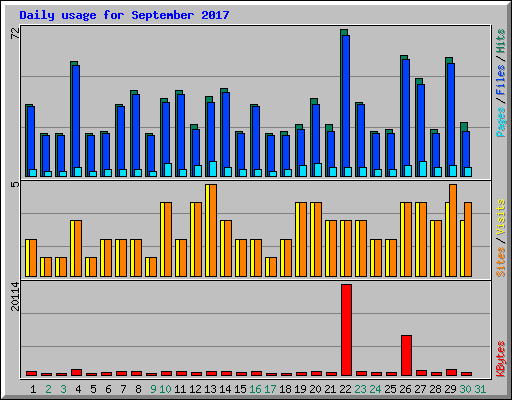 Daily usage for September 2017
72
Pages / Files / Hits
5
Sites / Visits
20114
KBytes
1 2 3 4 5 6 7 8 9 10 11 12 13 14 15 16 17 18 19 20 21 22 23 24 25 26 27 28 29 30 31